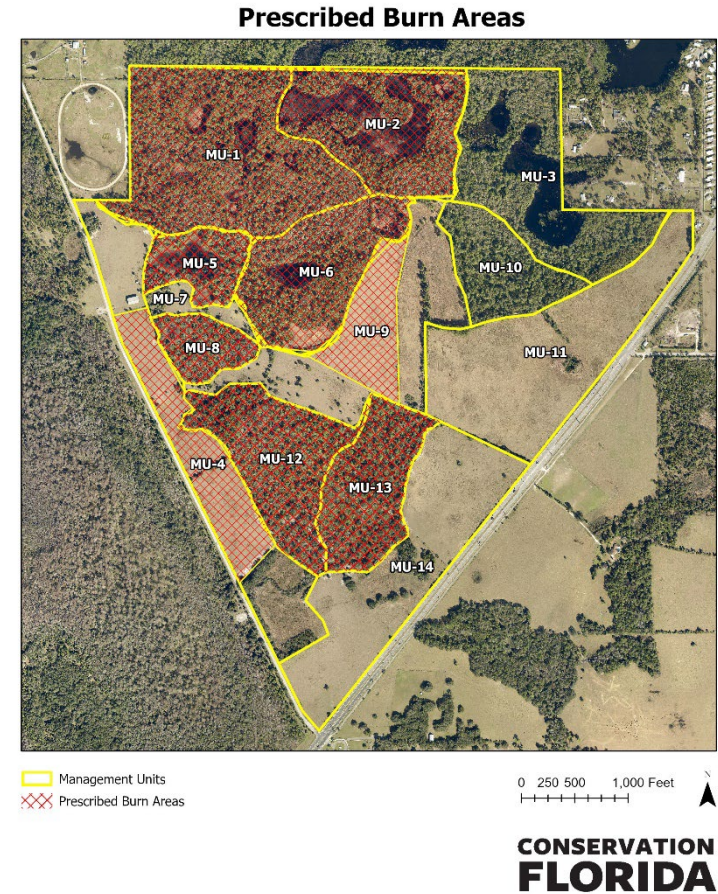 Prescribed Burn Areas
MU-1
MU-2
MU-3
MU-5
MU-6
MU-10
MU-7
MU-8
MU-9
MU-11
MU-4
MU-12
MU-13
MU-14
Management Units
Prescribed Burn Areas
0 250 500 1,000 Feet
N
CONSERVATION
FLORIDA